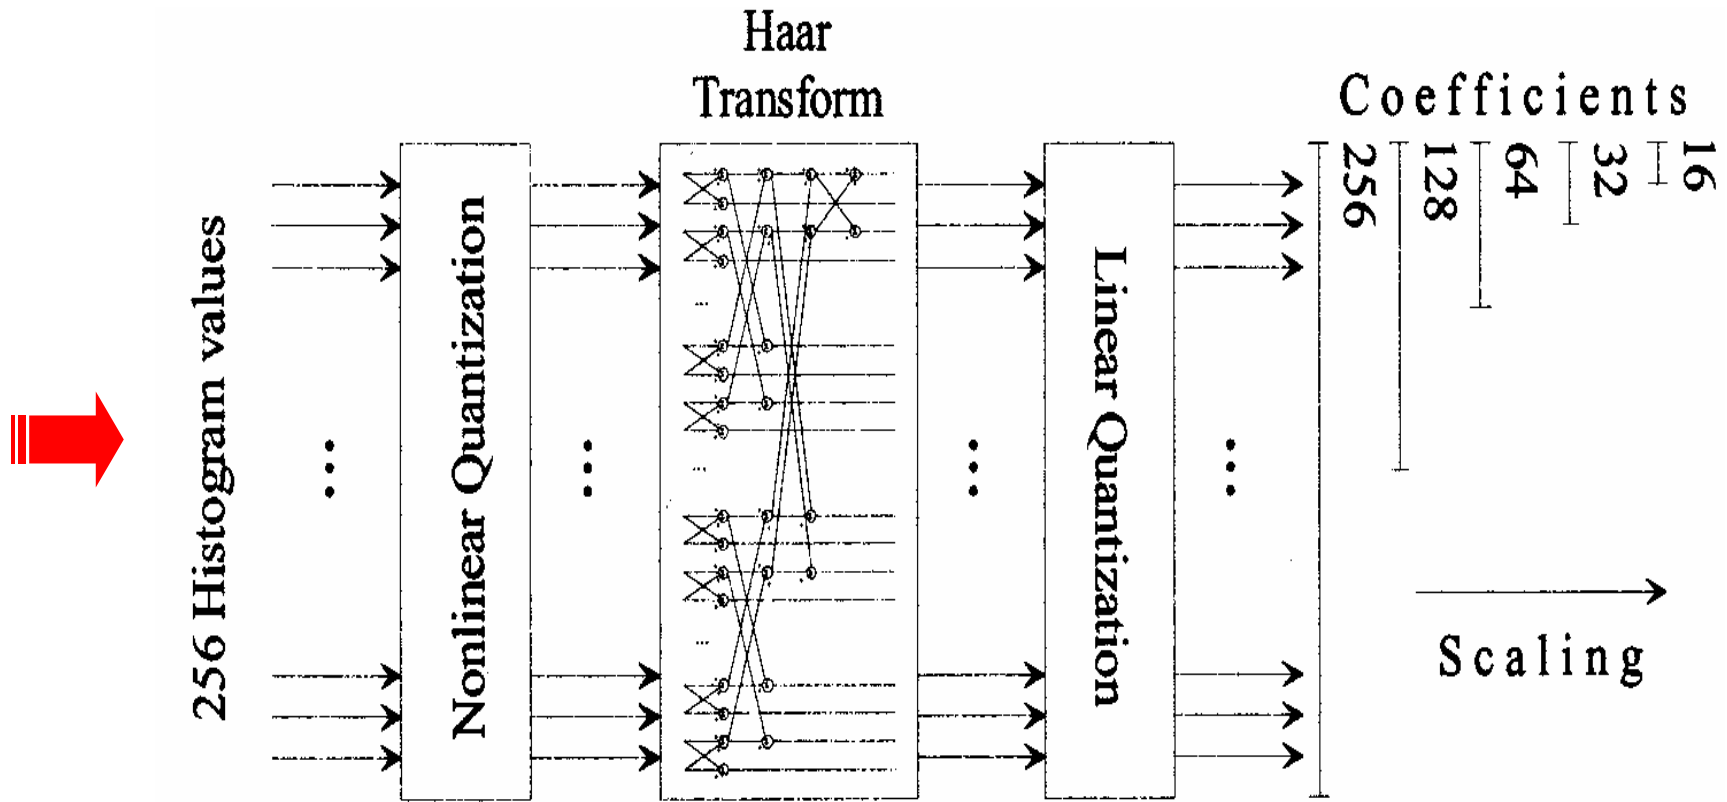 Haar
Transform
Coefficients
256
128
64
32
16
256 Histogram values
Nonlinear Quantization
...
...
...
Linear Quantization
Scaling